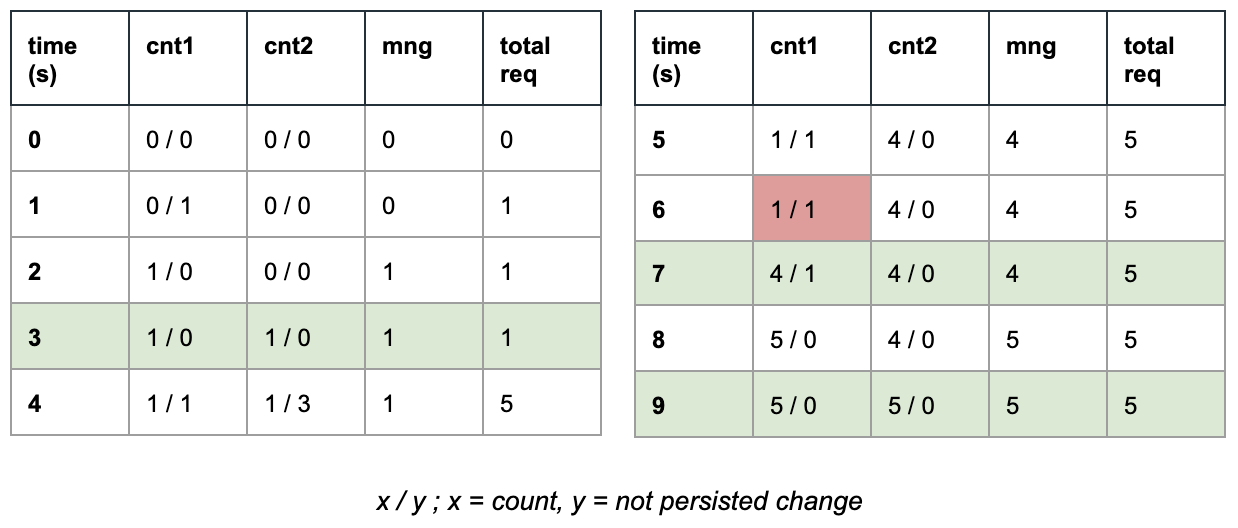 time (s) cnt1 cnt2 mng total req
0 0 / 0 0 / 0 0 0
1 0 / 1 0 / 0 0 1
2 1 / 0 0 / 0 1 1
3 1 / 0 1 / 0 1 1
4 1 / 1 1 / 3 1 5
time (s) cnt1 cnt2 mng total req
5 1 / 1 4 / 0 4 5
6 1 / 1 4 / 0 4 5
7 4 / 1 4 / 0 4 5
8 5 / 0 4 / 0 5 5
9 5 / 0 5 / 0 5 5
x / y ; x = count, y = not persisted change